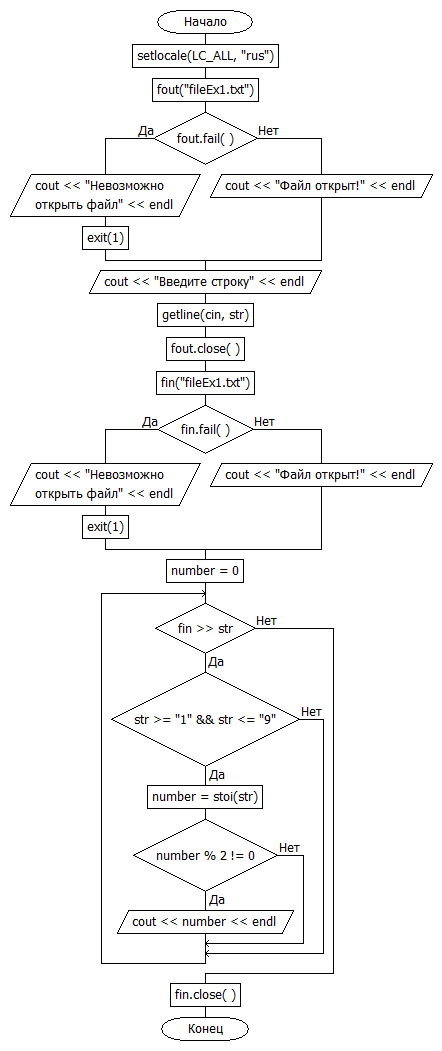 Начало
setlocale(LC_ALL, "rus")
fout("fileEx1.txt")
fout.fail( )
Да
Нет
cout << "Невозможно
открыть файл" << endl
cout << "Файл открыт!" << endl
exit(1)
cout << "Введите строку" << endl
getline(cin, str)
fout.close( )
fin("fileEx1.txt")
fin.fail( )
Да
Нет
cout << "Невозможно
открыть файл" << endl
cout << "Файл открыт!" << endl
exit(1)
number = 0
fin >> str
Нет
Да
str >= "1" && str <= "9"
Нет
Да
number = stoi(str)
number % 2 != 0
Нет
Да
cout << number << endl
fin.close( )
Конец